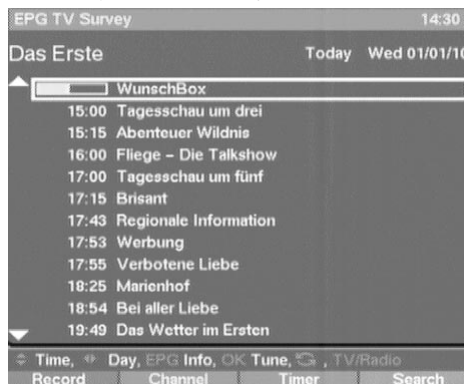 EPG TV Survey 14:30
Das Erste Today Wed 01/01/10
WunschBox
15:00 Tagesschau um drei
15:15 Abenteuer Wildnis
16:00 Fliege – Die Talkshow
17:00 Tagesschau um fünf
17:15 Brisant
17:43 Regionale Information
17:53 Werbung
17:55 Verbotene Liebe
18:25 Marienhof
18:54 Bei aller Liebe
19:49 Das Wetter im Ersten
Time, Day, EPG Info, OK Tune, , TV/Radio
Record Channel Timer Search